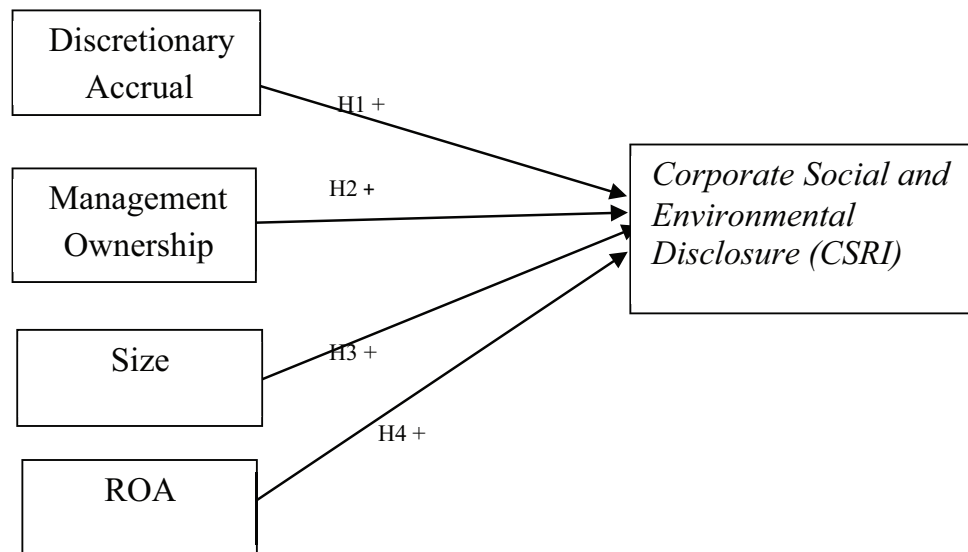 Discretionary
Accrual
H1 +
Management
Ownership
H2 +
Corporate Social and
Environmental
Disclosure (CSRI)
Size
H3 +
H4 +
ROA